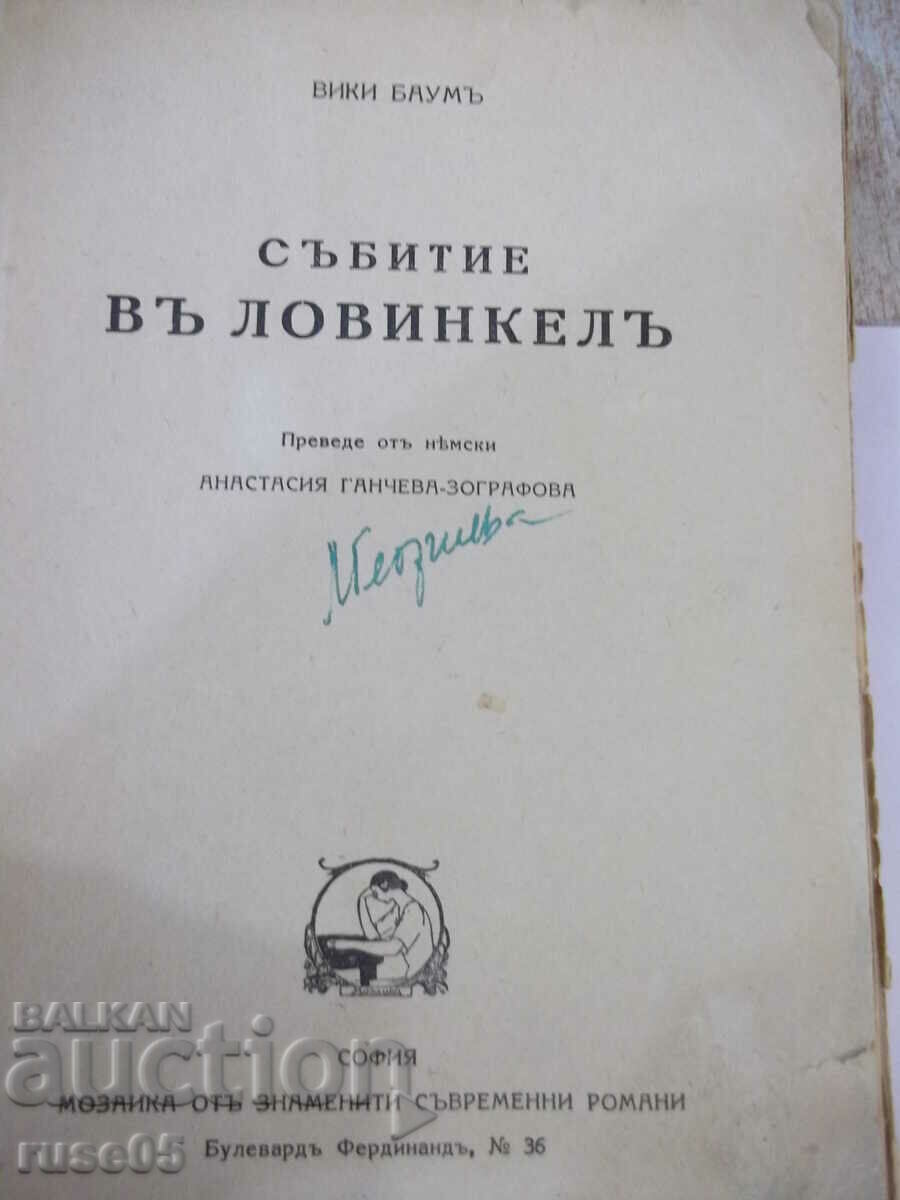 ВИКИ БАУМЪ
СЪБИТИЕ
ВЪ ЛОВИНКЕЛЪ
Преведе отъ нѣмски
АНАСТАСИЯ ГАНЧЕВА-ЗОГРАФОВА
МГеоргиева
СОФИЯ
МОЗАИКА ОТЪ ЗНАМЕНИТИ СЪВРЕМЕННИ РОМАНИ
Булевардъ Фердинандъ, № 36
BALKAN
auction
ruse05